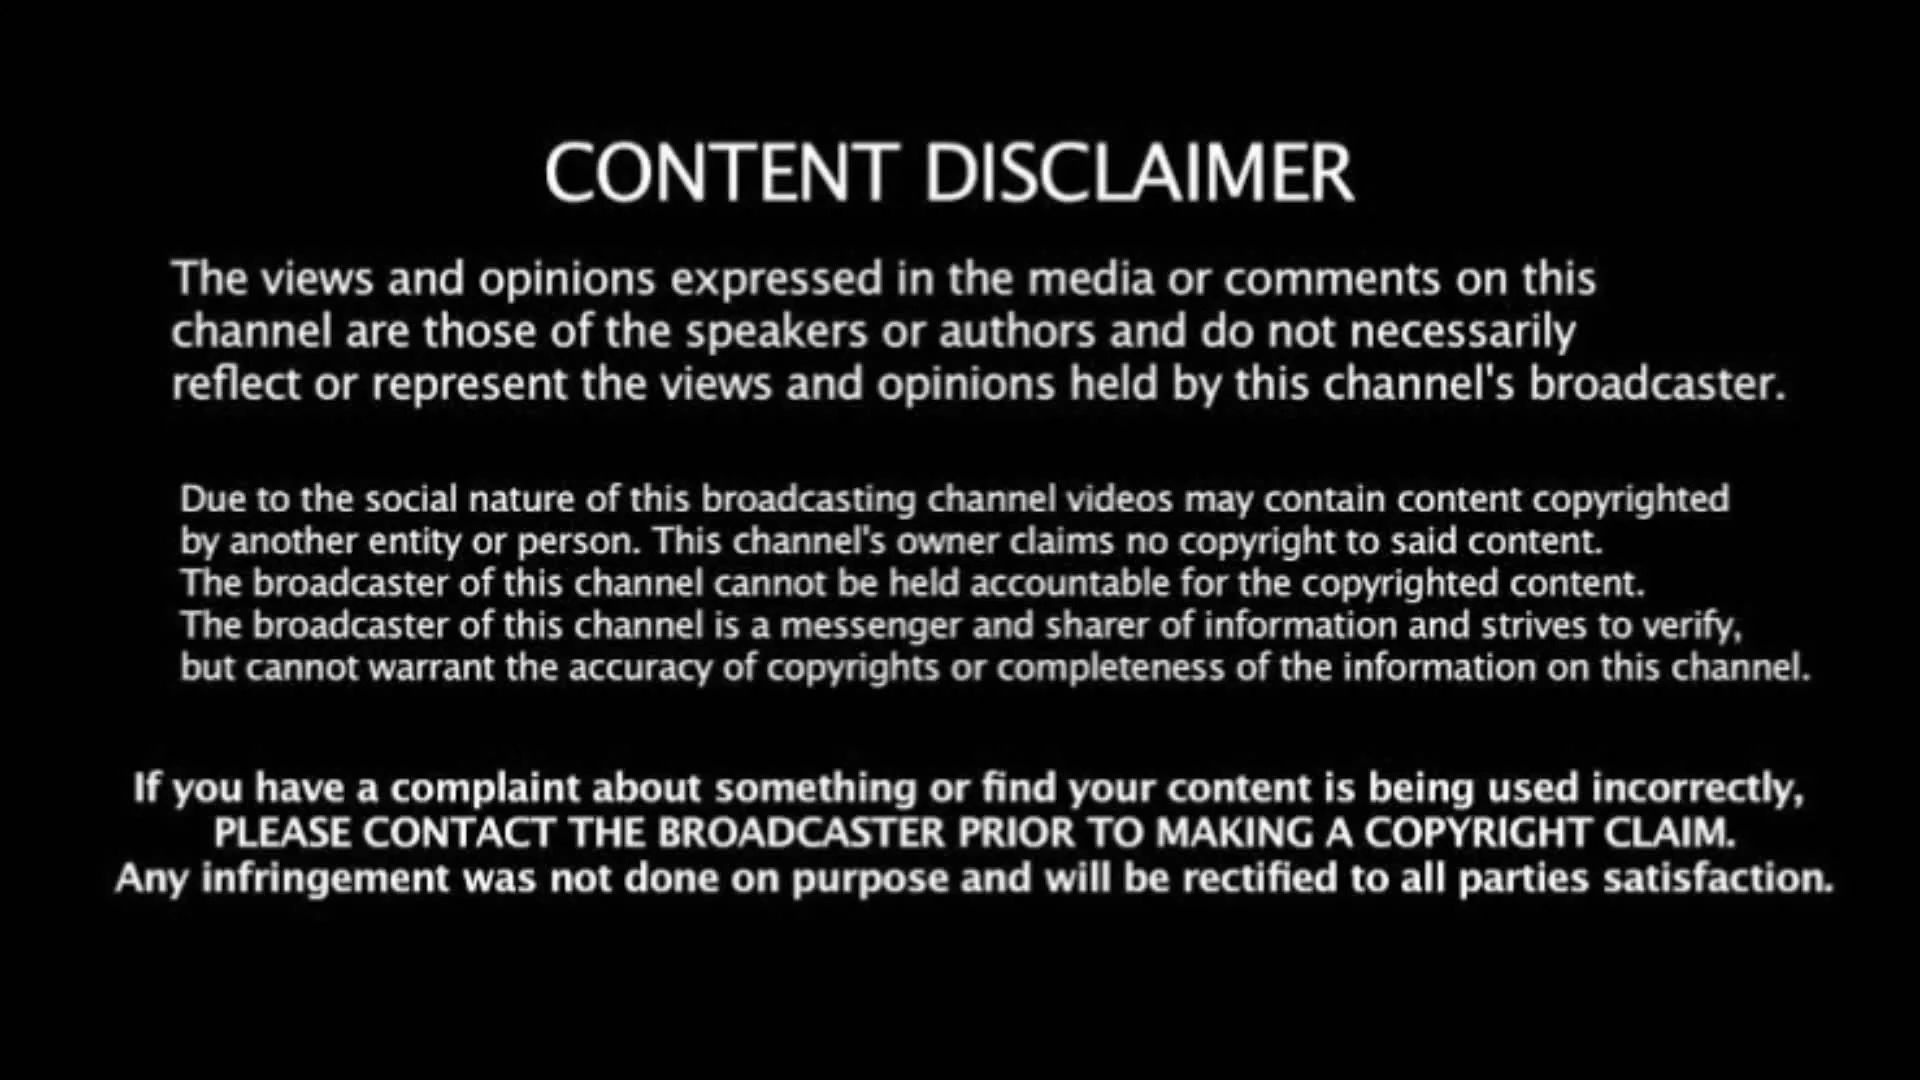 CONTENT DISCLAIMER
The views and opinions expressed in the media or comments on this
channel are those of the speakers or authors and do not necessarily
reflect or represent the views and opinions held by this channel's broadcaster.
Due to the social nature of this broadcasting channel videos may contain content copyrighted
by another entity or person. This channel's owner claims no copyright to said content.
The broadcaster of this channel cannot be held accountable for the copyrighted content.
The broadcaster of this channel is a messenger and sharer of information and strives to verify,
but cannot warrant the accuracy of copyrights or completeness of the information on this channel.
If you have a complaint about something or find your content is being used incorrectly,
PLEASE CONTACT THE BROADCASTER PRIOR TO MAKING A COPYRIGHT CLAIM.
Any infringement was not done on purpose and will be rectified to all parties satisfaction.